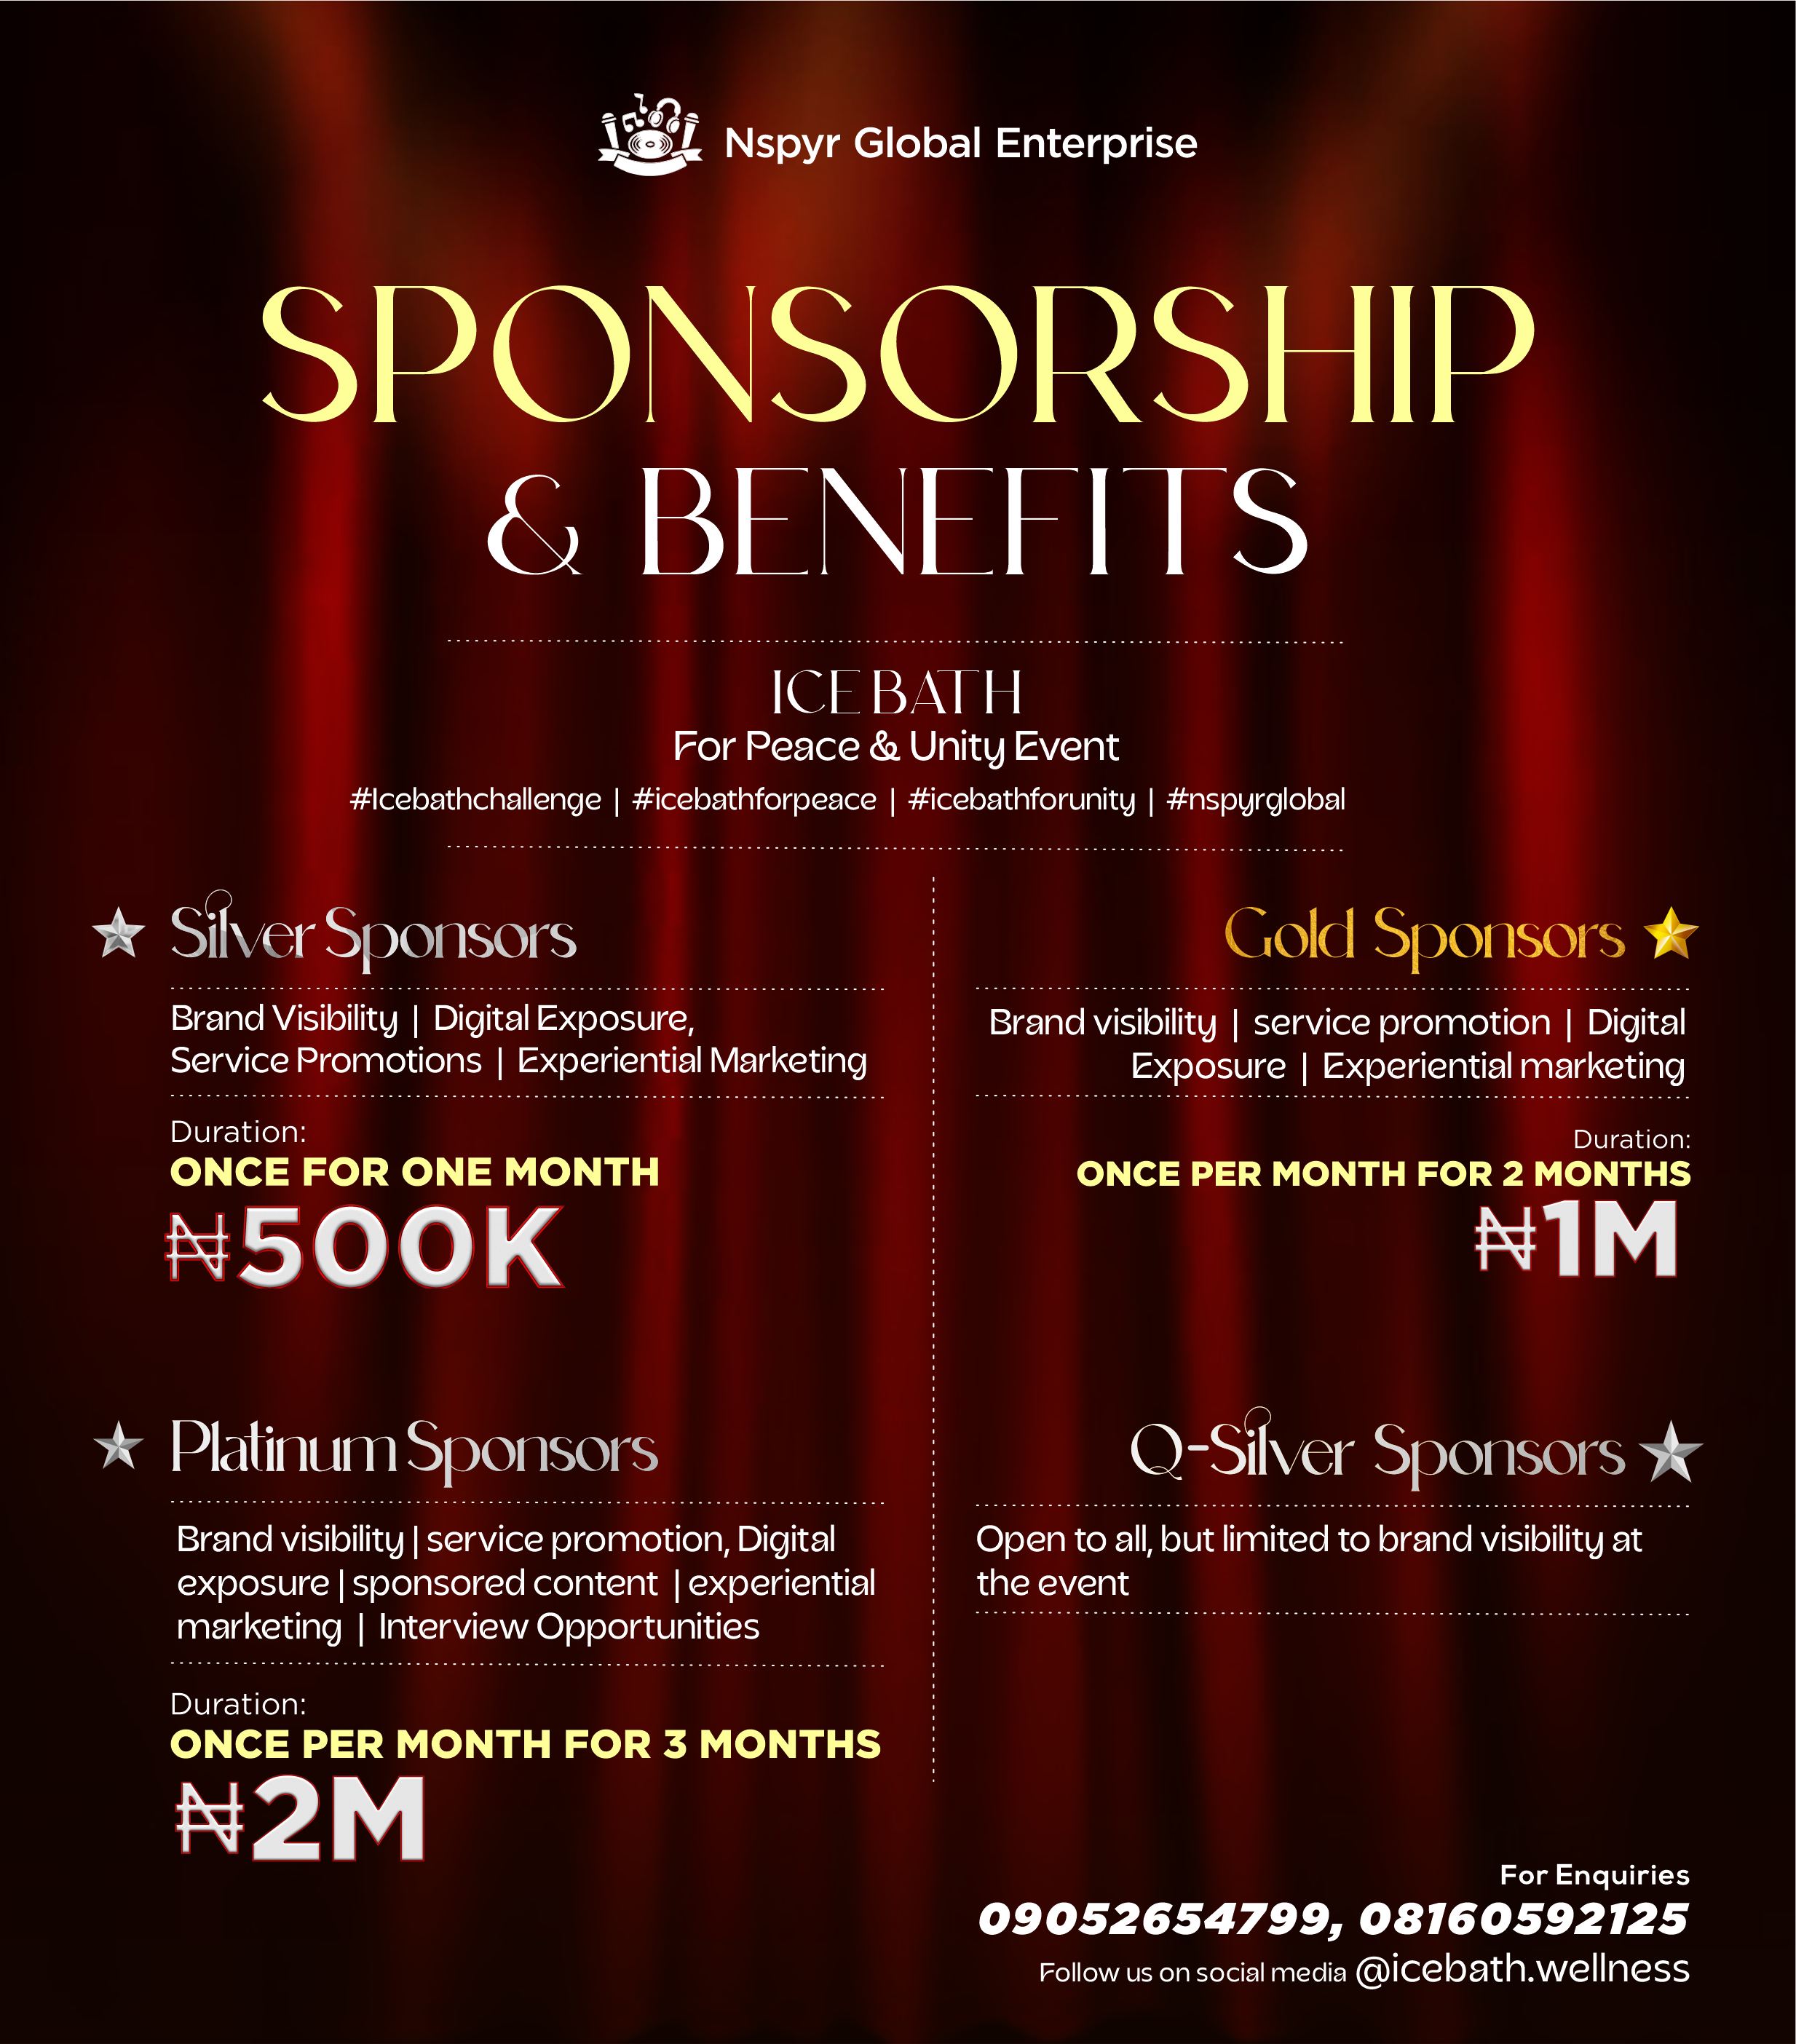 Nspyr Global Enterprise
SPONSORSHIP
& BENEFITS
ICE BATH
For Peace & Unity Event
#Icebathchallenge | #icebathforpeace | #icebathforunity | #nspyrglobal
Silver Sponsors
Brand Visibility | Digital Exposure,
Service Promotions | Experiential Marketing
Duration:
ONCE FOR ONE MONTH
₦500K
Gold Sponsors
Brand visibility | service promotion | Digital
Exposure | Experiential marketing
Duration:
ONCE PER MONTH FOR 2 MONTHS
₦1M
Platinum Sponsors
Brand visibility | service promotion, Digital
exposure | sponsored content | experiential
marketing | Interview Opportunities
Duration:
ONCE PER MONTH FOR 3 MONTHS
₦2M
Q-Silver Sponsors
Open to all, but limited to brand visibility at
the event
For Enquiries
09052654799, 08160592125
Follow us on social media @icebath.wellness